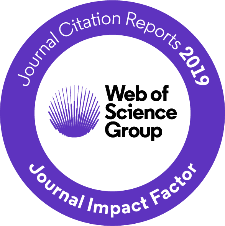 Journal Citation Reports 2019
Web of
Science
Group
Journal Impact Factor